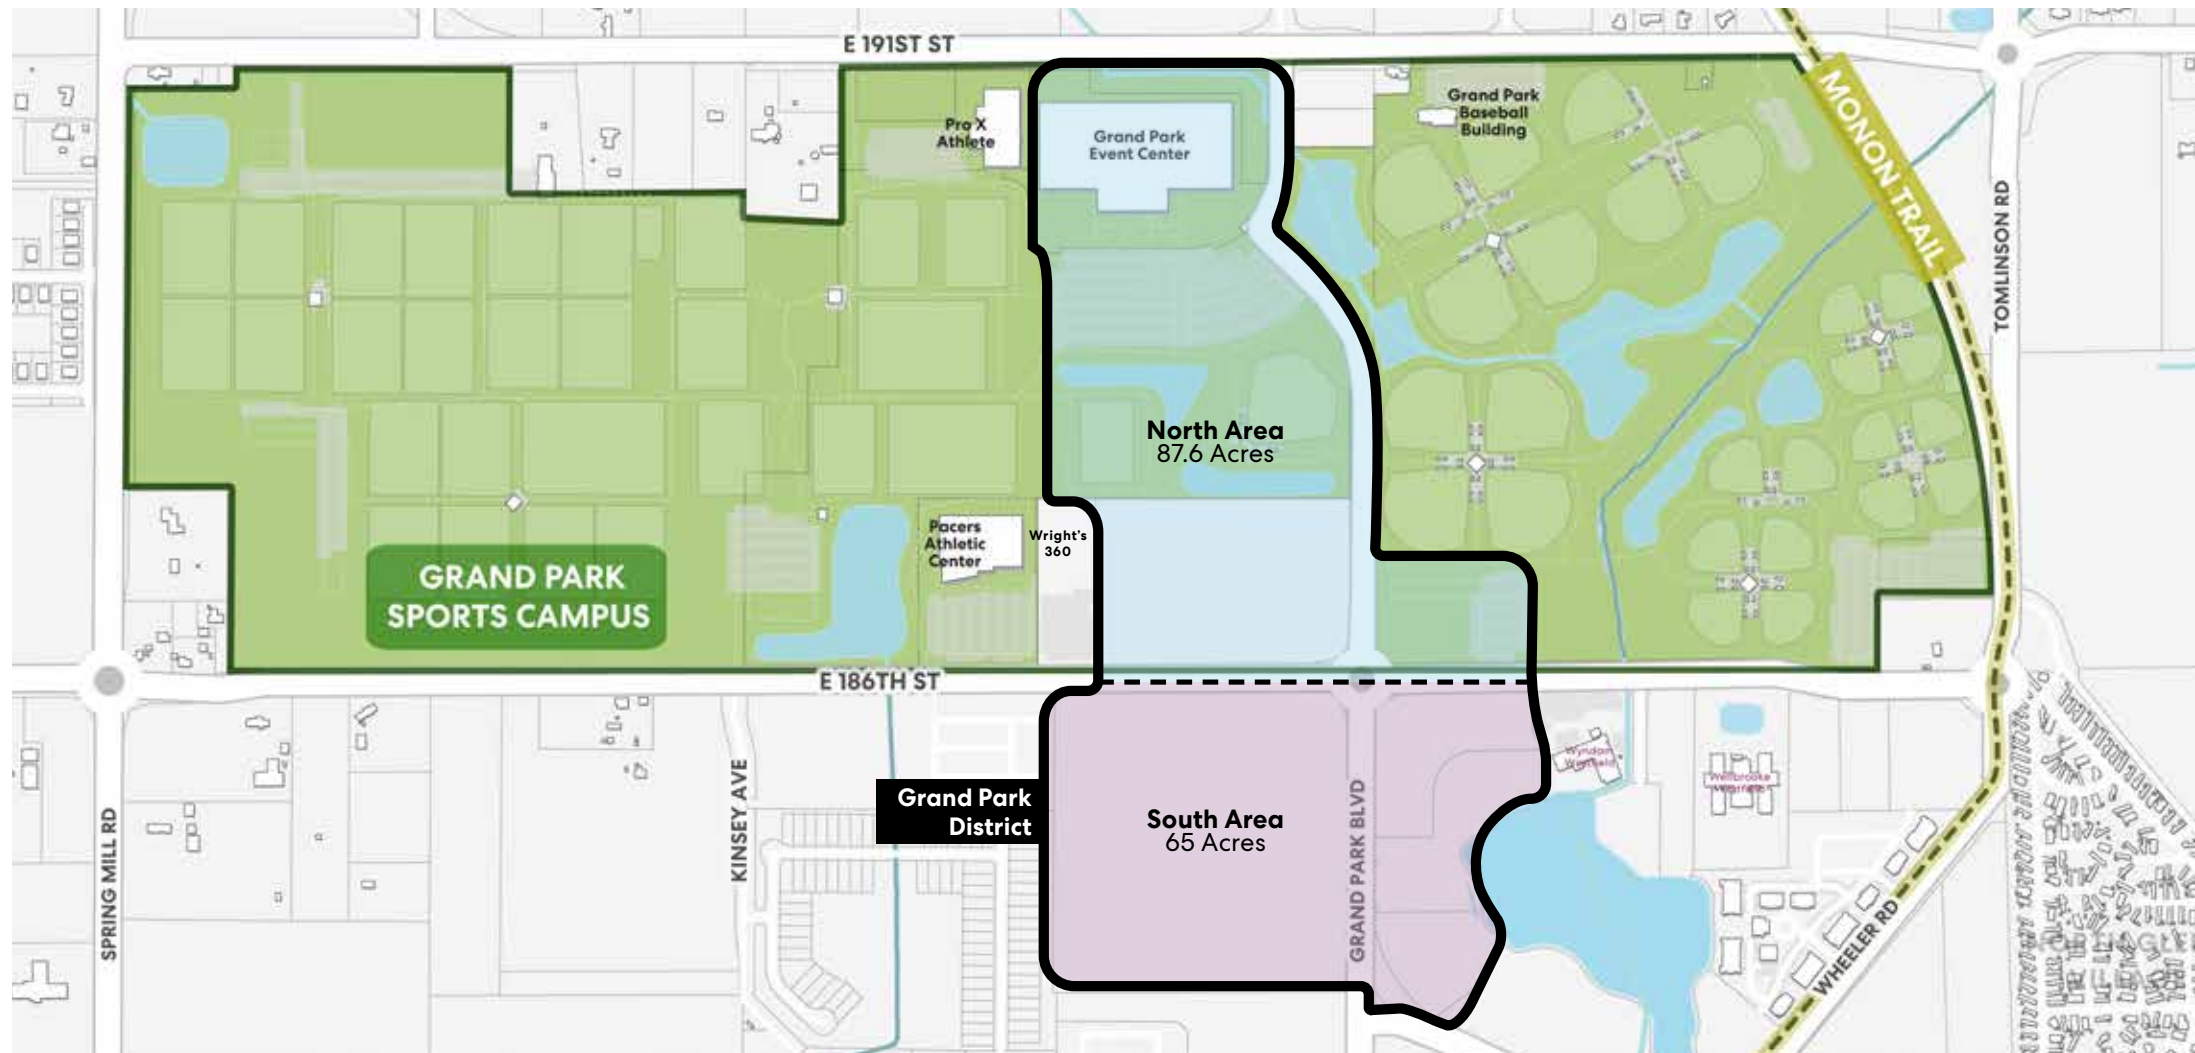 E 191ST ST
MONON TRAIL
TOMLINSON RD
Pro X
Athlete
Grand Park
Event Center
Grand Park
Baseball
Building
North Area
87.6 Acres
Pacers
Athletic
Center
Wright's
360
GRAND PARK
SPORTS CAMPUS
E 186TH ST
Wyndam
Grand Park
District
South Area
65 Acres
SPRING MILL RD
KINSEY AVE
GRAND PARK BLVD
WHEELER RD